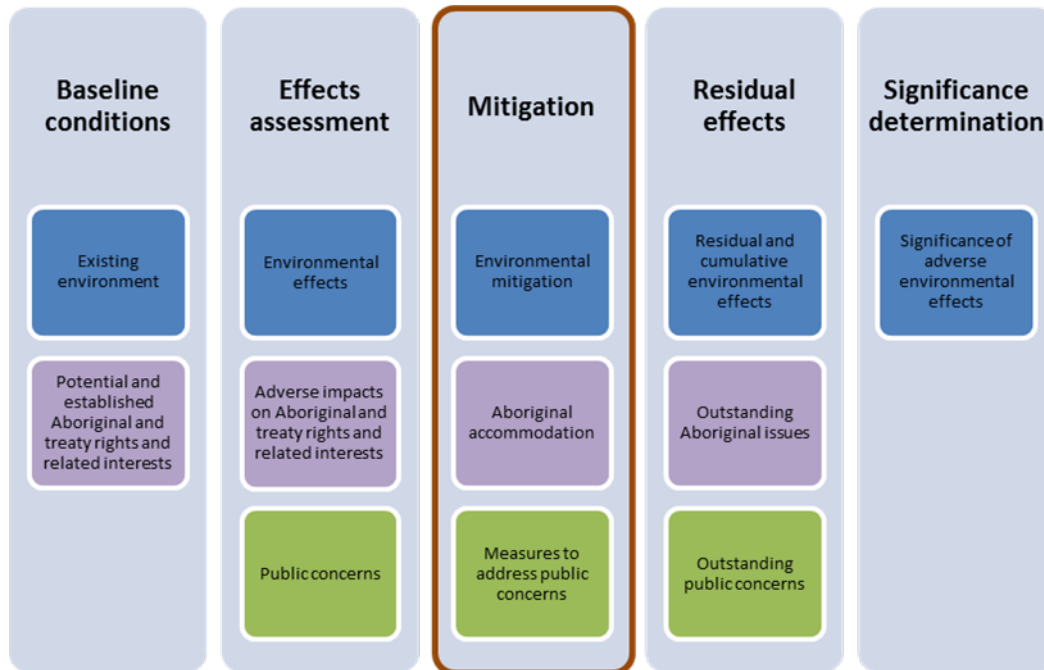 Baseline
conditions
Existing
environment
Potential and
established
Aboriginal and
treaty rights and
related interests
Effects
assessment
Environmental
effects
Adverse impacts
on Aboriginal and
treaty rights and
related interests
Public concerns
Mitigation
Environmental
mitigation
Aboriginal
accommodation
Measures to
address public
concerns
Residual
effects
Residual and
cumulative
environmental
effects
Outstanding
Aboriginal issues
Outstanding
public concerns
Significance
determination
Significance of
adverse
environmental
effects